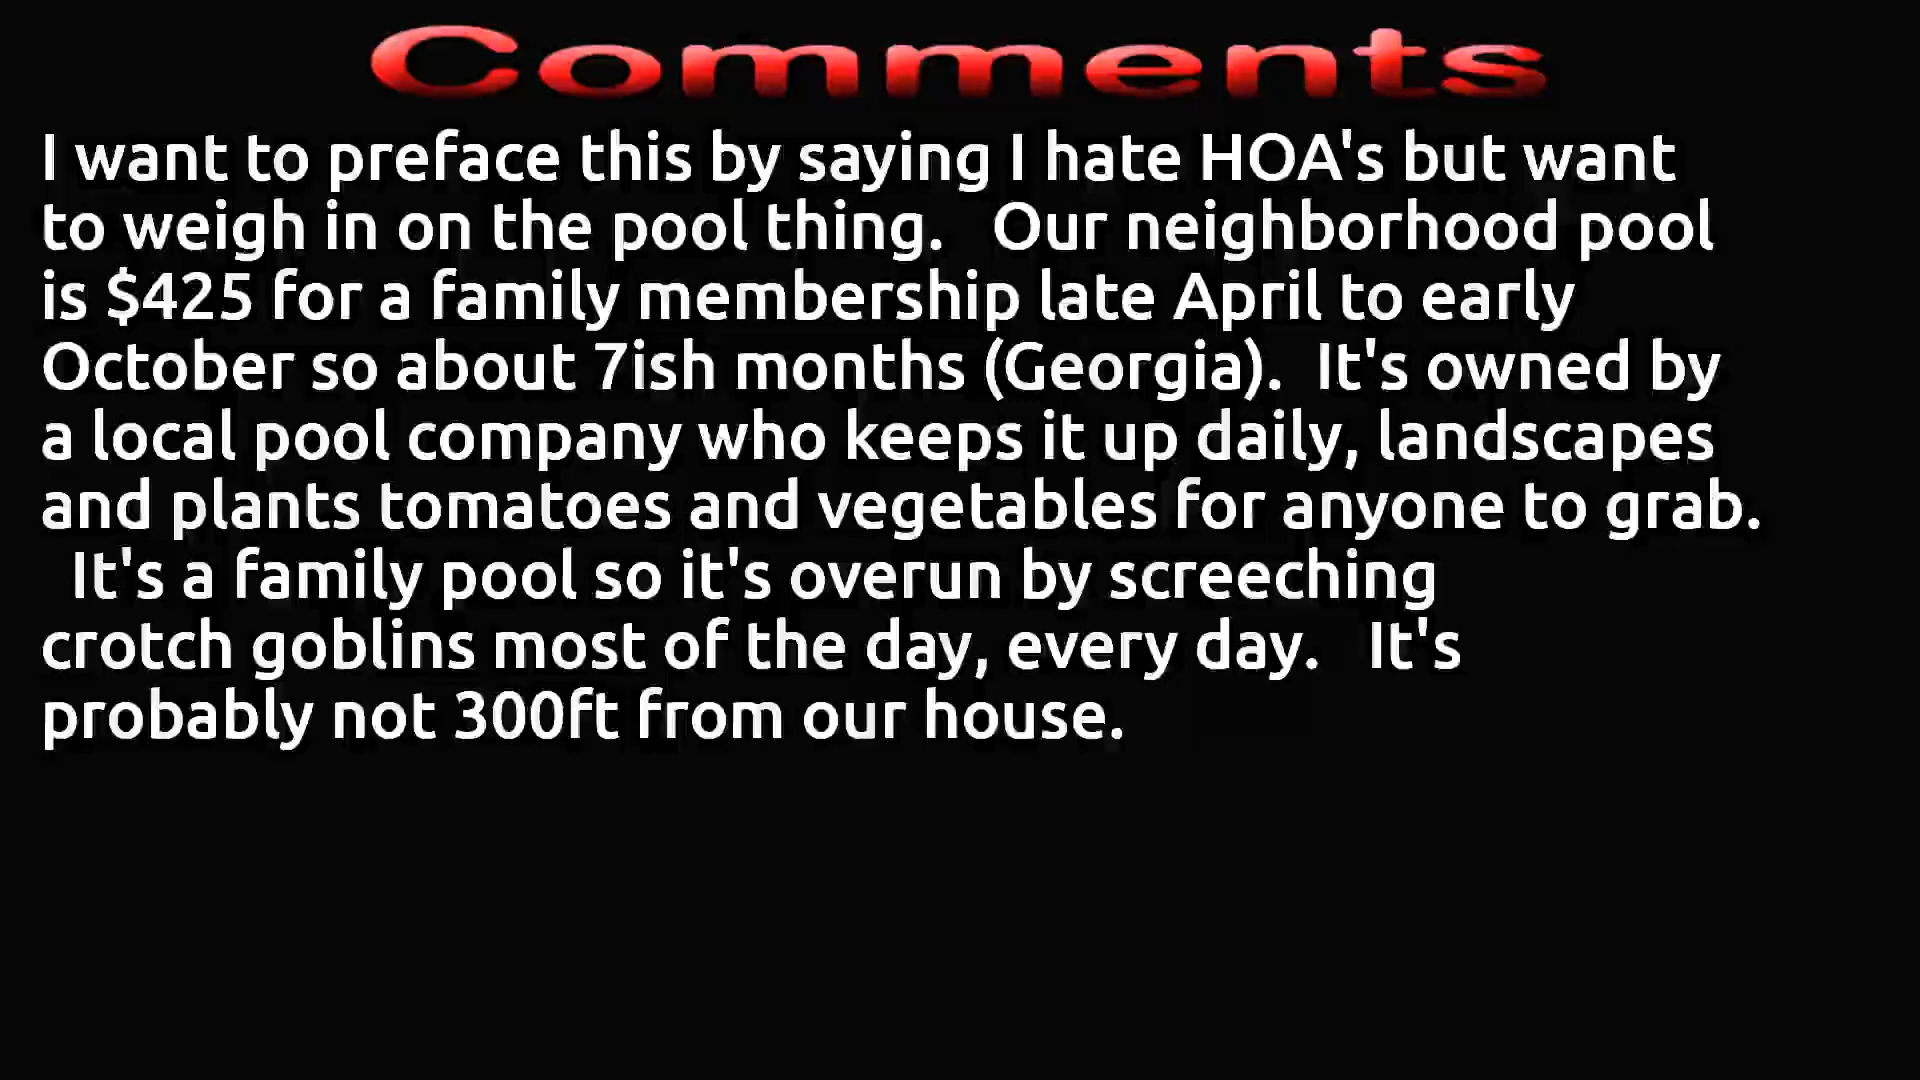 Comments
I want to preface this by saying I hate HOA's but want
to weigh in on the pool thing.   Our neighborhood pool
is $425 for a family membership late April to early
October so about 7ish months (Georgia).  It's owned by
a local pool company who keeps it up daily, landscapes
and plants tomatoes and vegetables for anyone to grab.
  It's a family pool so it's overun by screeching
crotch goblins most of the day, every day.   It's
probably not 300ft from our house.